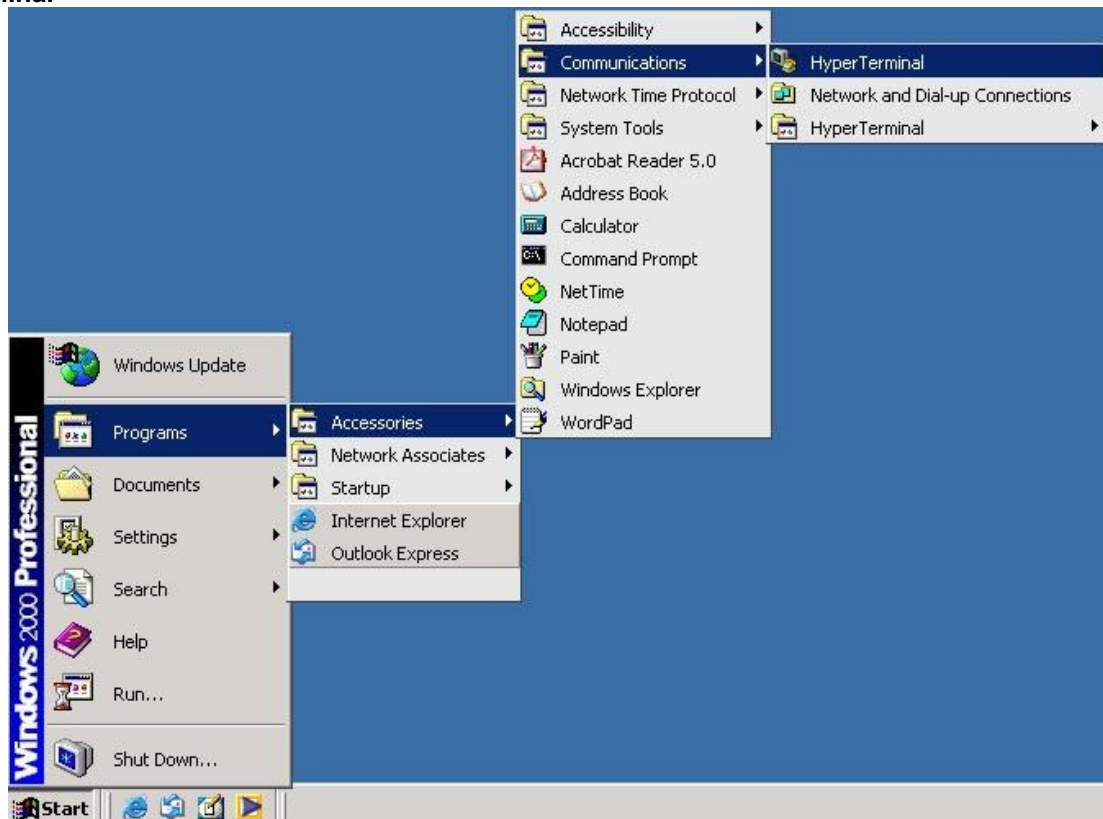 Accessibility
Communications
Network Time Protocol
System Tools
Acrobat Reader 5.0
Address Book
Calculator
Command Prompt
NetTime
Notepad
Paint
Windows Explorer
WordPad
HyperTerminal
Network and Dial-up Connections
HyperTerminal
Windows Update
Programs
Documents
Settings
Search
Help
Run...
Shut Down...
Accessories
Network Associates
Startup
Internet Explorer
Outlook Express
Windows 2000 Professional
Start